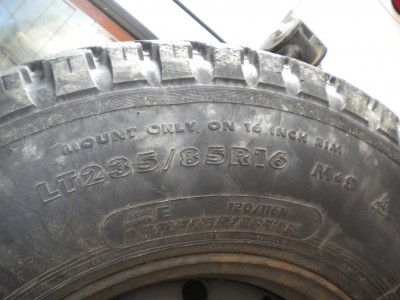 MOUNT ONLY ON 16 INCH RIM
LT235/85R16 M&S
E 120/116N